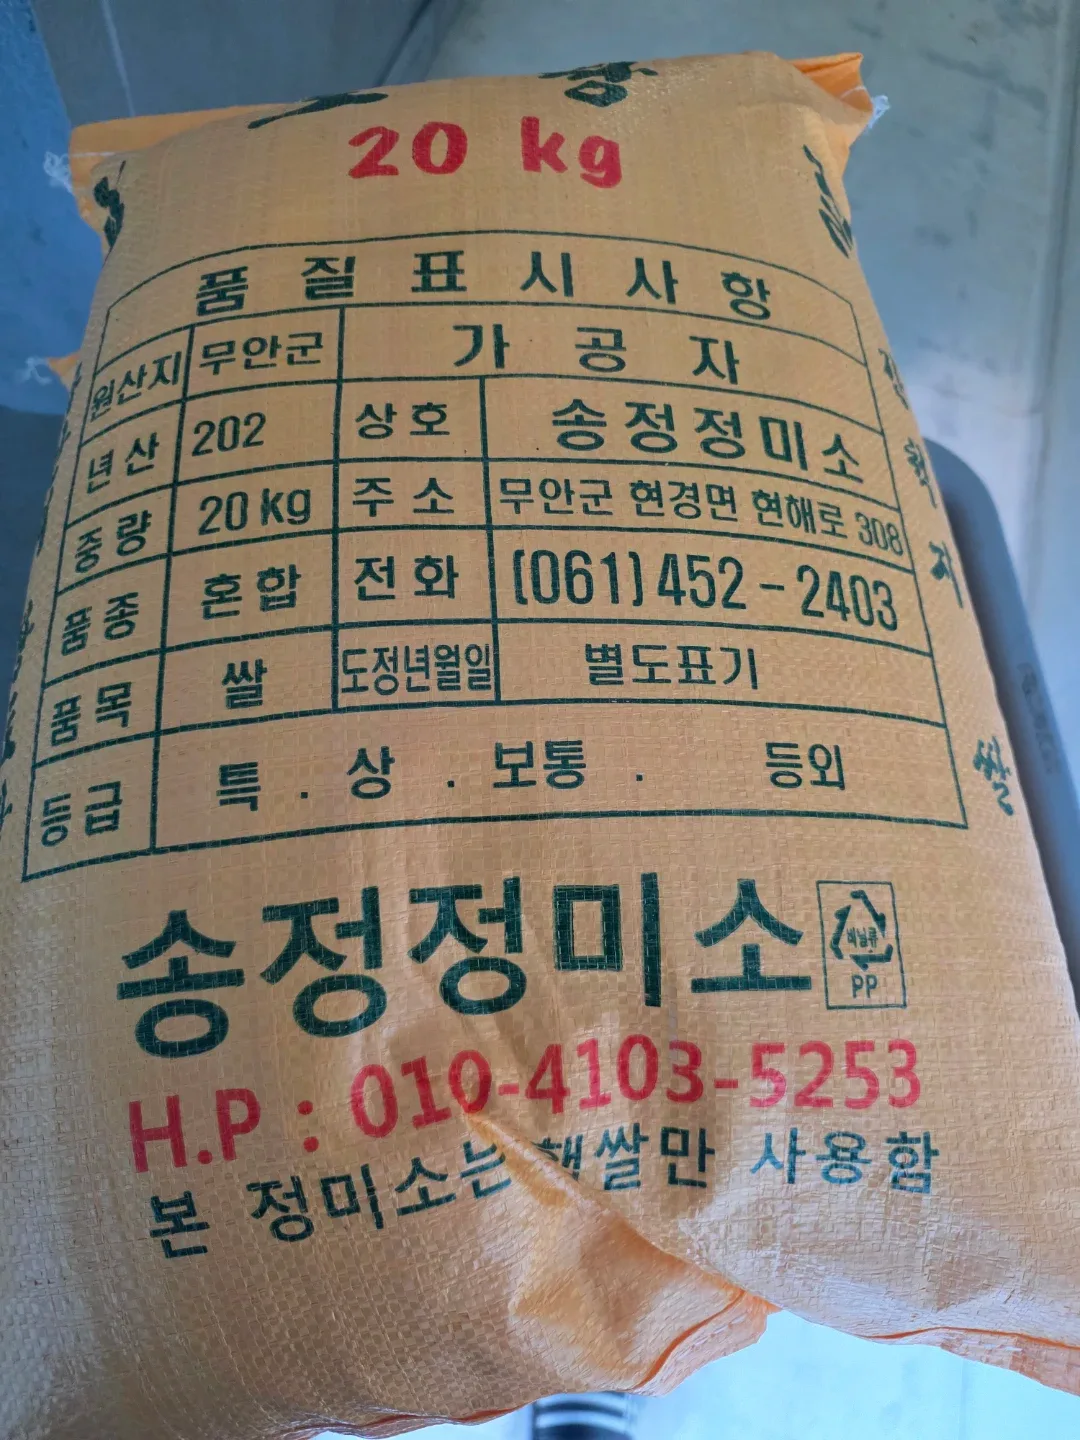 20 kg
품질표시사항
원산지 무안군 가공자
년산 202 상호 송정정미소
중량 20 kg 주소 무안군 현경면 현해로 308
품종 혼합 전화 (061) 452-2403
품목 쌀 도정년월일 별도표기
등급 특 . 상 . 보통 . 등외
송정정미소
비닐류
PP
H.P : 010-4103-5253
본 정미소는 햅쌀만 사용함
쌀